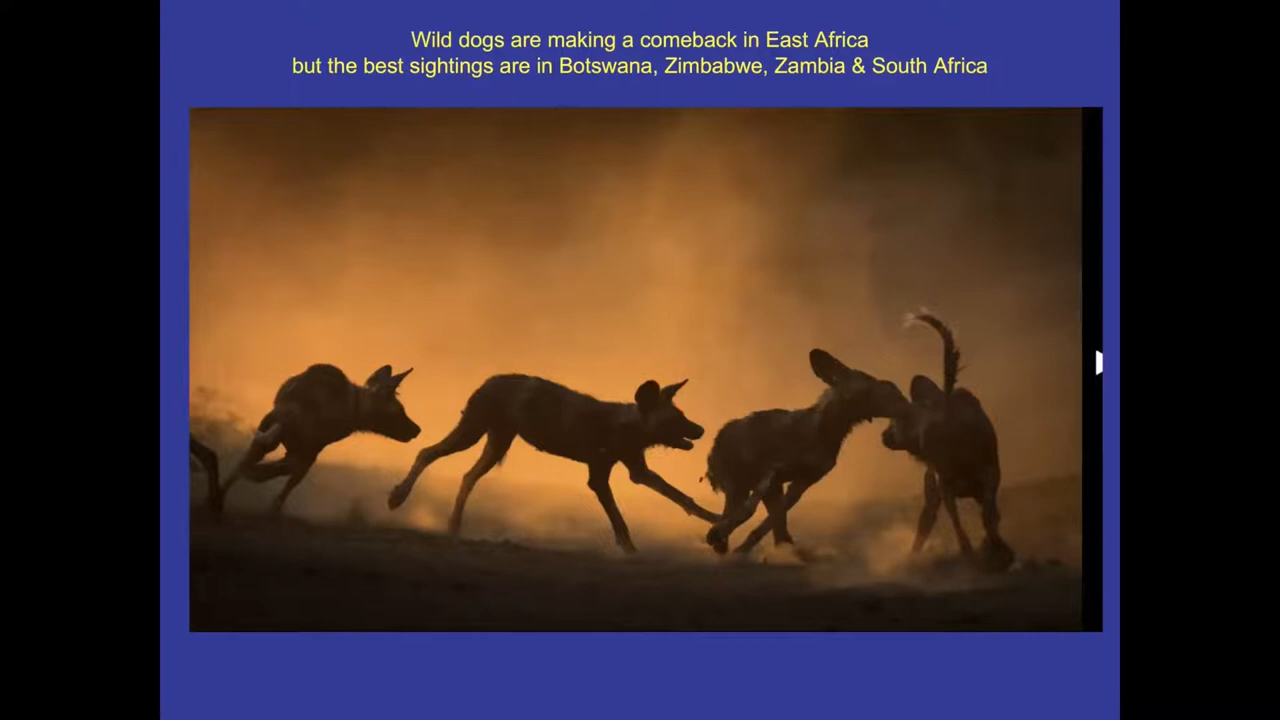 Wild dogs are making a comeback in East Africa
but the best sightings are in Botswana, Zimbabwe, Zambia & South Africa